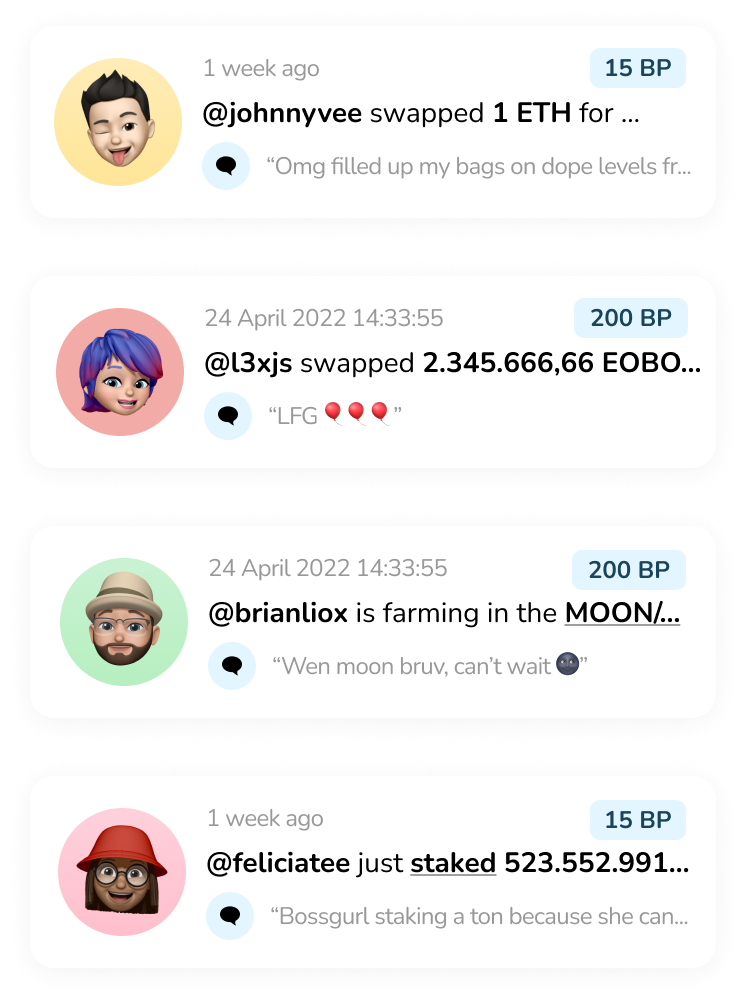 1 week ago
15 BP
@johnnyvee swapped 1 ETH for ...
“Omg filled up my bags on dope levels fr...
24 April 2022 14:33:55
200 BP
@l3xjs swapped 2.345.666,66 EOBO...
“LFG 🎈🎈🎈”
24 April 2022 14:33:55
200 BP
@brianliox is farming in the MOON/...
“Wen moon bruv, can’t wait 🌚”
1 week ago
15 BP
@feliciatee just staked 523.552.991...
“Bossgurl staking a ton because she can...